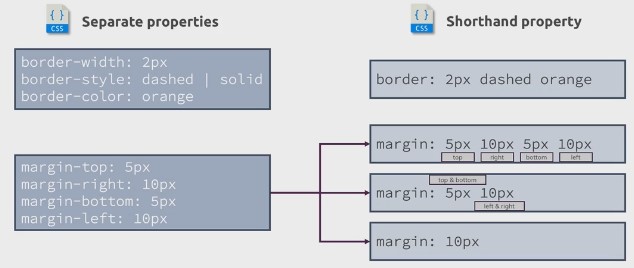 { }
CSS
Separate properties
border-width: 2px
border-style: dashed | solid
border-color: orange
margin-top: 5px
margin-right: 10px
margin-bottom: 5px
margin-left: 10px
{ }
CSS
Shorthand property
border: 2px dashed orange
margin: 5px 10px 5px 10px
top right bottom left
top & bottom
margin: 5px 10px
left & right
margin: 10px